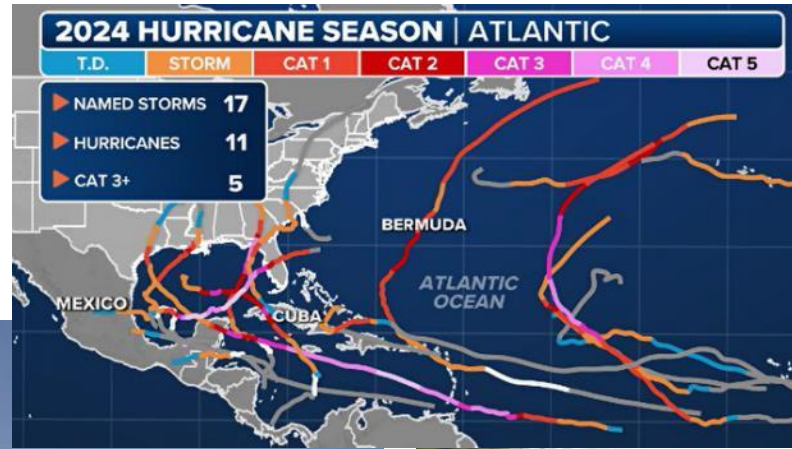 2024 HURRICANE SEASON | ATLANTIC
T.D. STORM CAT 1 CAT 2 CAT 3 CAT 4 CAT 5
NAMED STORMS 17
HURRICANES 11
CAT 3+ 5
BERMUDA
ATLANTIC
OCEAN
MEXICO
CUBA